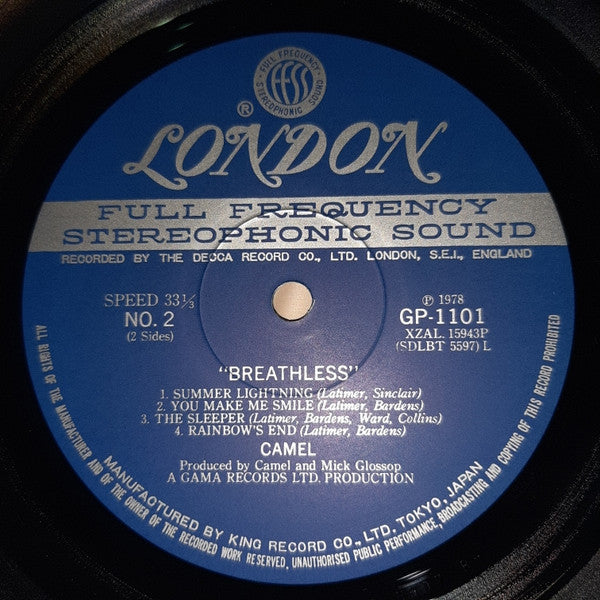 FULL FREQUENCY
FFSS
STEREOPHONIC SOUND
® LONDON
FULL FREQUENCY
STEREOPHONIC SOUND
RECORDED BY THE DECCA RECORD CO., LTD. LONDON, S.E.I., ENGLAND
SPEED 33⅓
NO. 2
(2 Sides)
Ⓟ 1978
GP-1101
XZAL. 15943P
(SDLBT 5597) L
"BREATHLESS"
1. SUMMER LIGHTNING (Latimer, Sinclair)
2. YOU MAKE ME SMILE (Latimer, Bardens)
3. THE SLEEPER (Latimer, Bardens, Ward, Collins)
4. RAINBOW'S END (Latimer, Bardens)
CAMEL
Produced by Camel and Mick Glossop
A GAMA RECORDS LTD. PRODUCTION
MANUFACTURED BY KING RECORD CO., LTD. TOKYO, JAPAN
ALL RIGHTS OF THE MANUFACTURER AND OF THE OWNER OF THE RECORDED WORK RESERVED, UNAUTHORISED PUBLIC PERFORMANCE, BROADCASTING AND COPYING OF THIS RECORD PROHIBITED